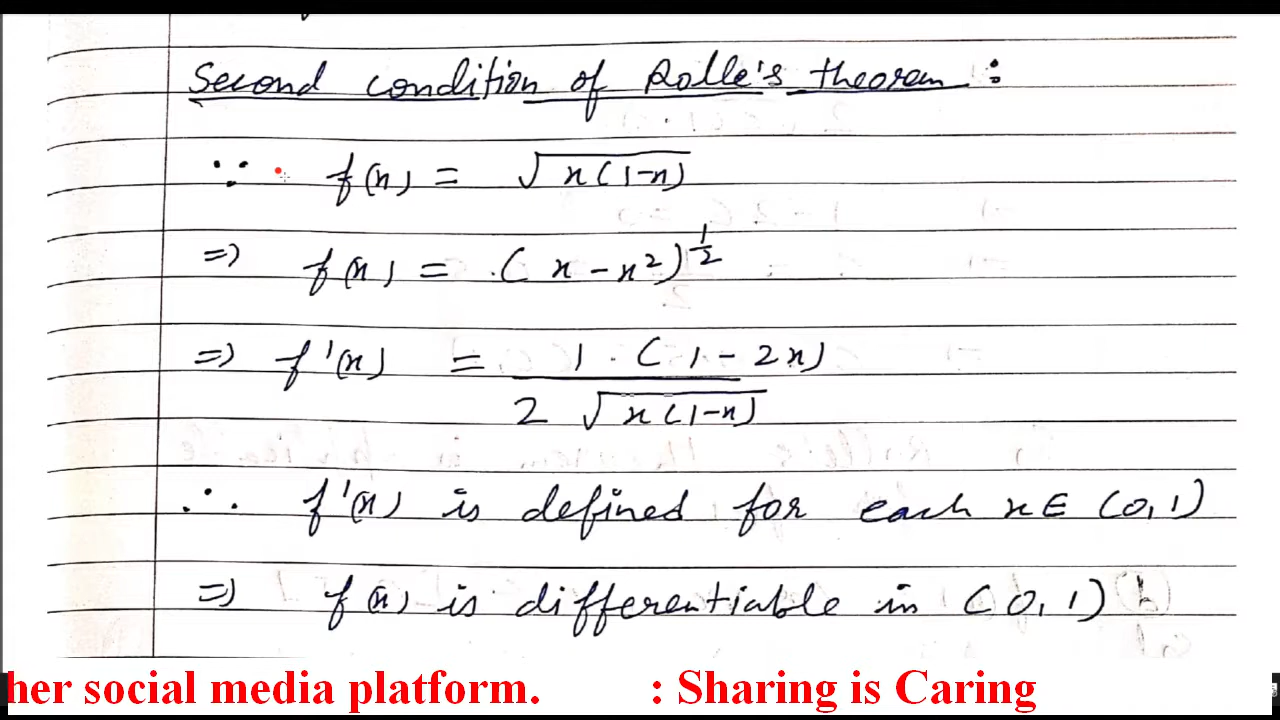 Second condition of Rolle's theorem :
∵ f(x) = √x(1-x)
⇒ f(x) = (x - x²)^1/2
⇒ f'(x) = 1 · (1 - 2x)
2 √x(1-x)
∴ f'(x) is defined for each x ∈ (0,1)
⇒ f(x) is differentiable in (0,1)
her social media platform. : Sharing is Caring